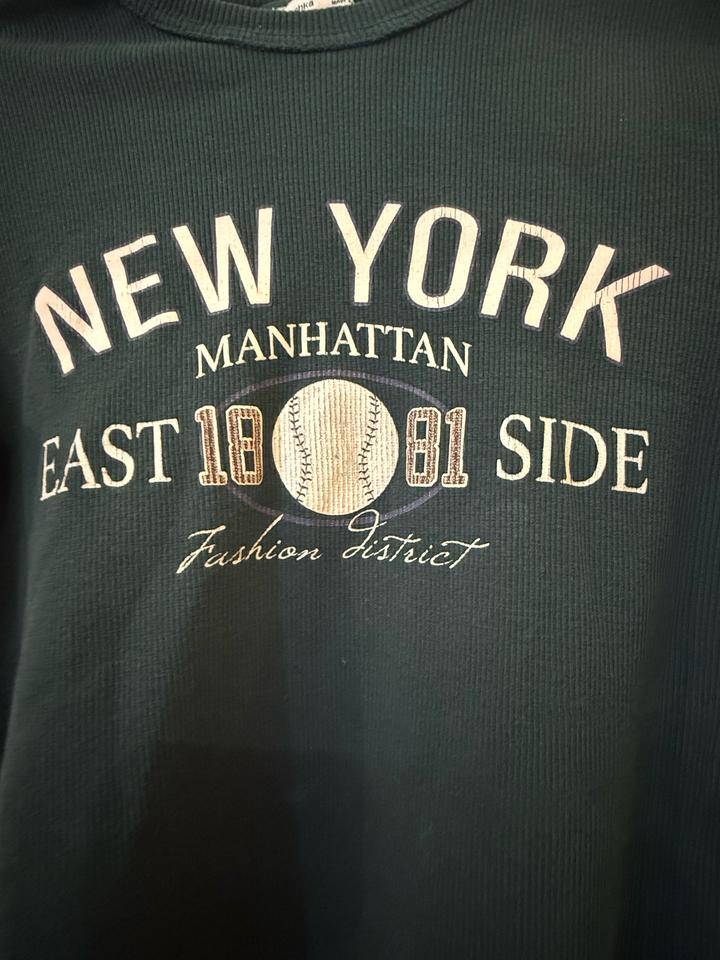 NEW YORK
MANHATTAN
EAST 18 81 SIDE
Fashion District